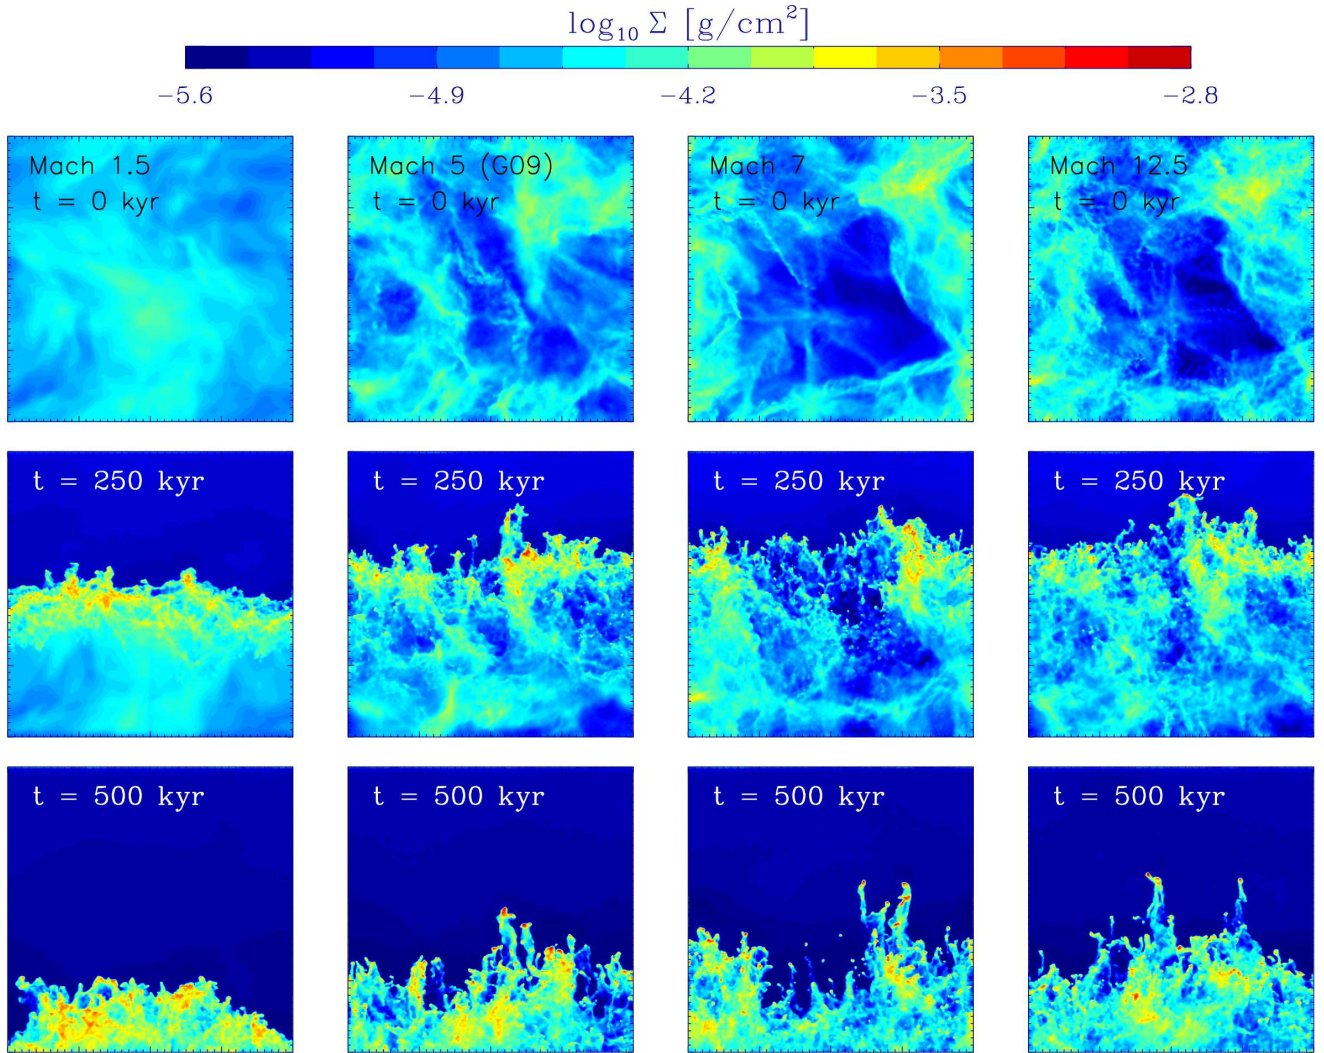 log₁₀ Σ [g/cm²]
−5.6 −4.9 −4.2 −3.5 −2.8
Mach 1.5 Mach 5 (G09) Mach 7 Mach 12.5
t = 0 kyr t = 0 kyr t = 0 kyr t = 0 kyr
t = 250 kyr t = 250 kyr t = 250 kyr t = 250 kyr
t = 500 kyr t = 500 kyr t = 500 kyr t = 500 kyr